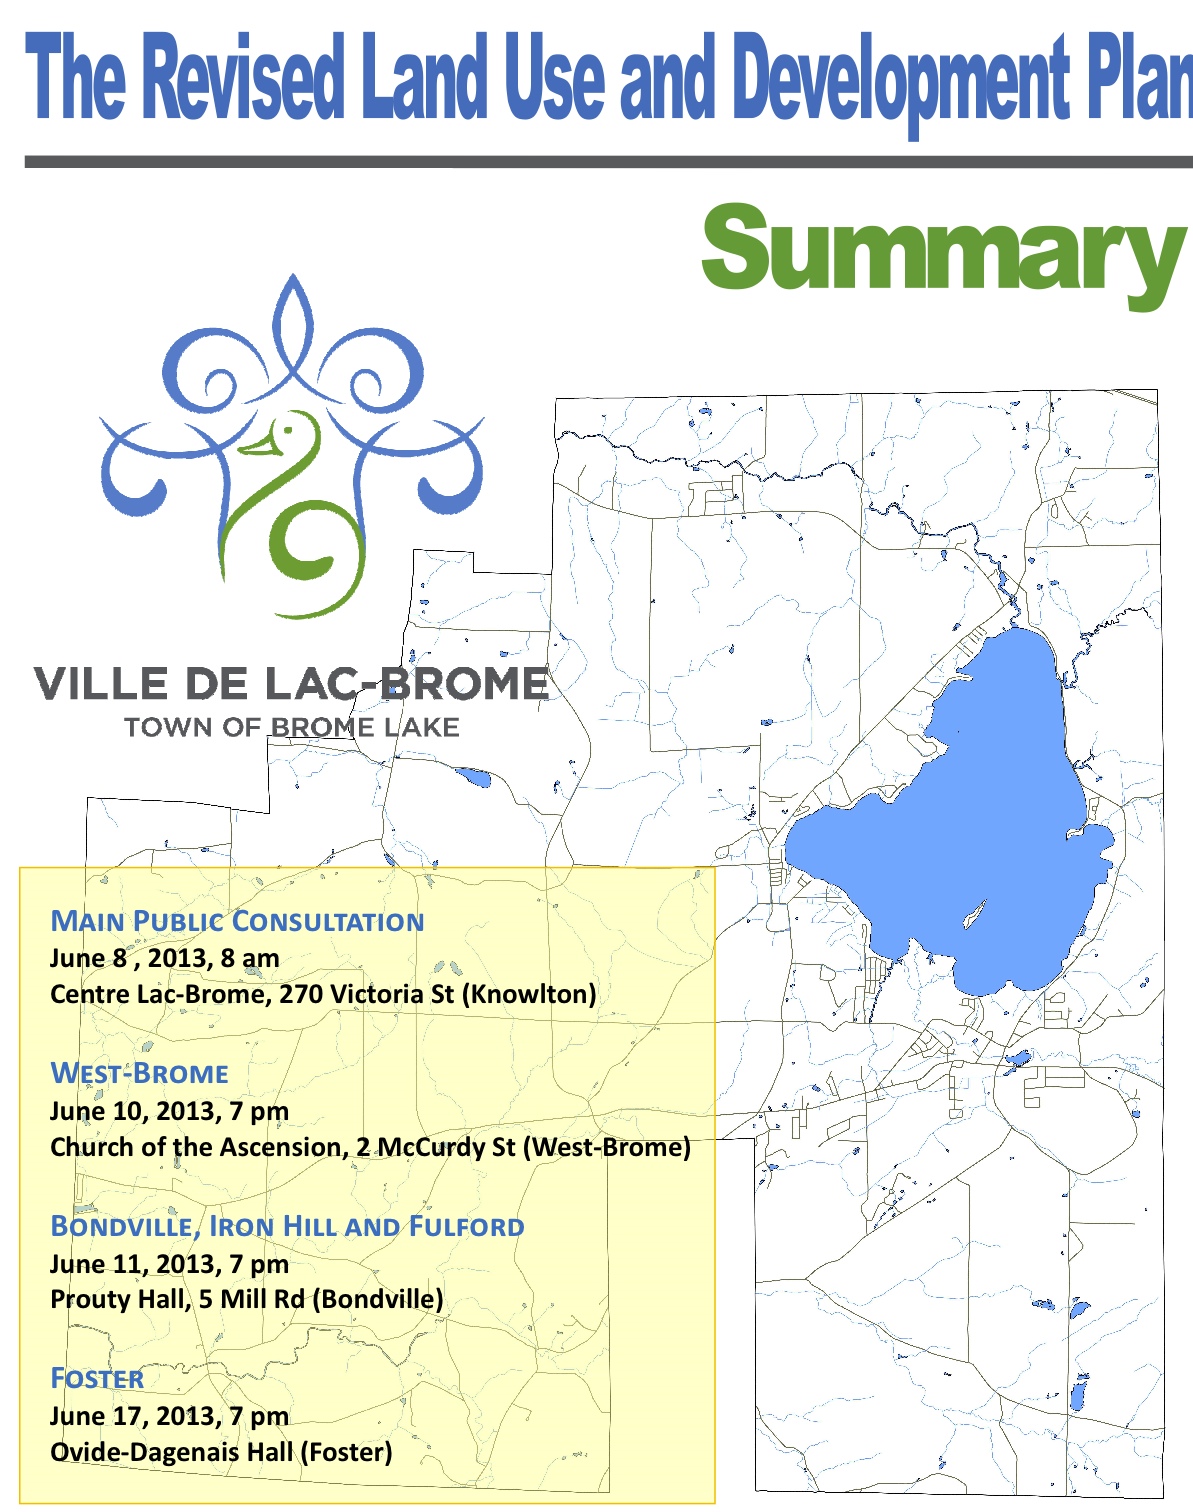 The Revised Land Use and Development Plan
Summary
VILLE DE LAC-BROME
TOWN OF BROME LAKE
MAIN PUBLIC CONSULTATION
June 8 , 2013, 8 am
Centre Lac-Brome, 270 Victoria St (Knowlton)
WEST-BROME
June 10, 2013, 7 pm
Church of the Ascension, 2 McCurdy St (West-Brome)
BONDVILLE, IRON HILL AND FULFORD
June 11, 2013, 7 pm
Prouty Hall, 5 Mill Rd (Bondville)
FOSTER
June 17, 2013, 7 pm
Ovide-Dagenais Hall (Foster)